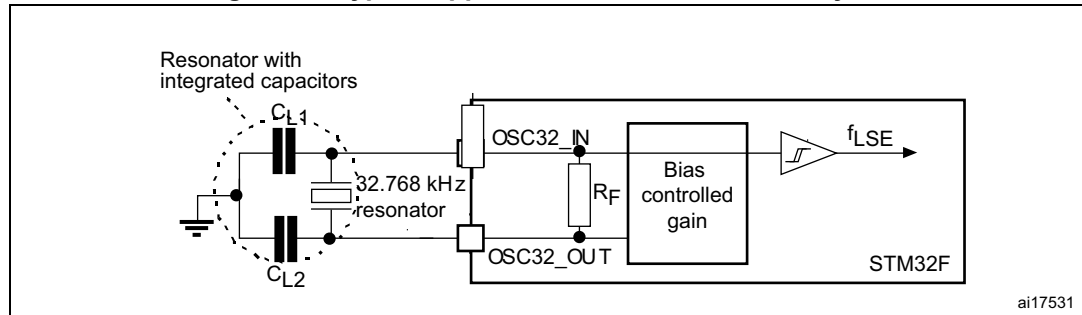 Resonator with
integrated capacitors
CL1
OSC32_IN
fLSE
32.768 kHz
resonator
RF
Bias
controlled
gain
OSC32_OUT
STM32F
CL2
ai17531